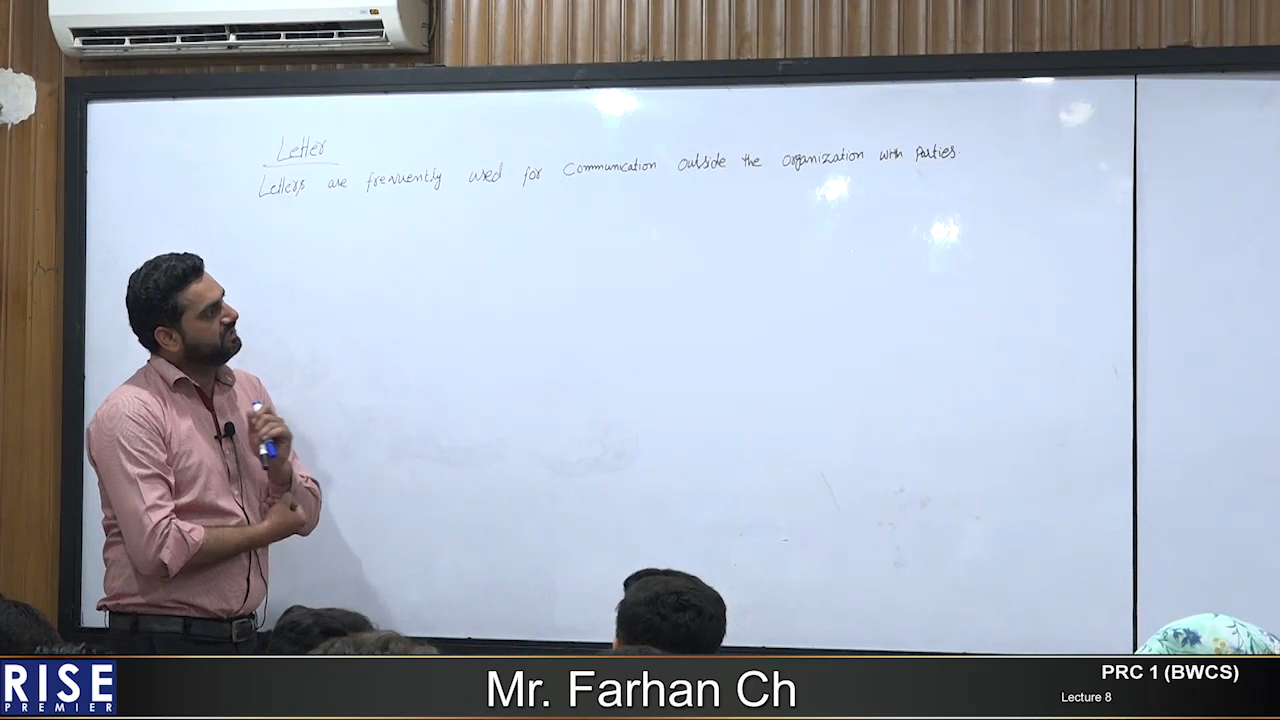 Letter
Letters are frequently used for Communication outside the organization with parties.
RISE
PREMIER
Mr. Farhan Ch
PRC 1 (BWCS)
Lecture 8